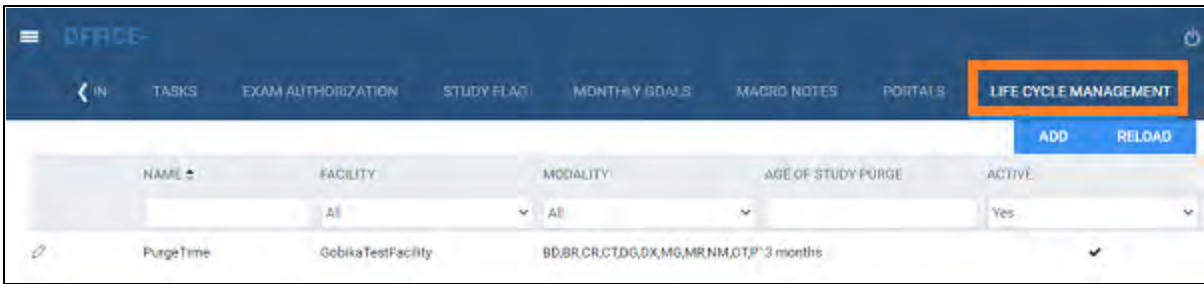 OFFICE-
IN TASKS EXAM AUTHORIZATION STUDY FLAG MONTHLY GOALS MACRO NOTES PORTALS LIFE CYCLE MANAGEMENT
ADD RELOAD
NAME FACILITY MODALITY AGE OF STUDY PURGE ACTIVE
All All Yes
PurgeTime GobikaTestFacility BD,BR,CR,CT,DG,DX,MG,MR,NM,OT,P 3 months